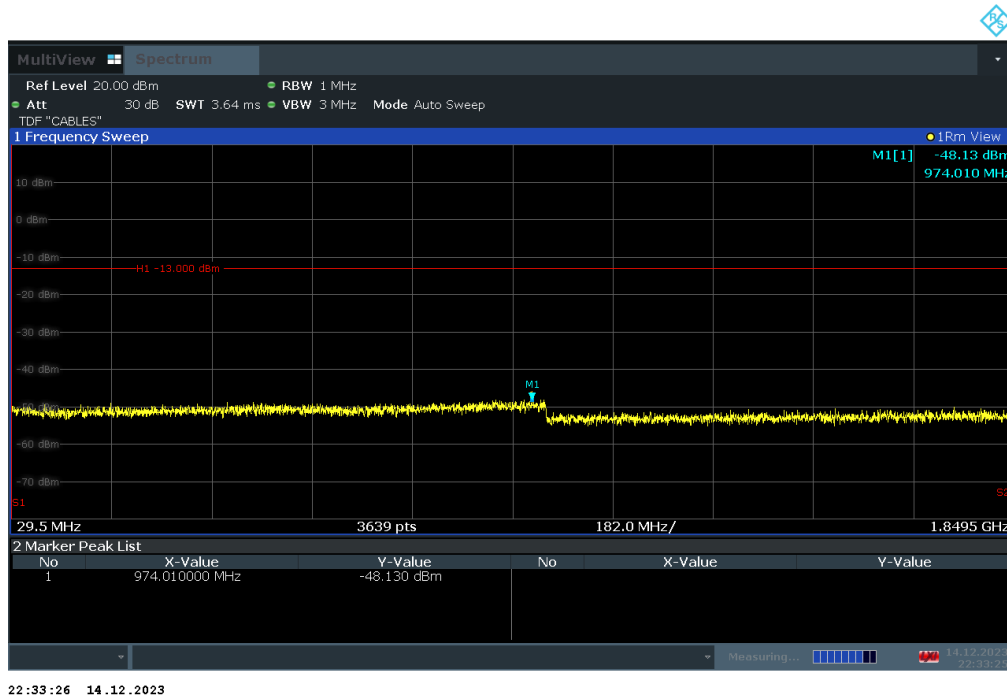 R S
MultiView Spectrum
Ref Level 20.00 dBm RBW 1 MHz
Att 30 dB SWT 3.64 ms VBW 3 MHz Mode Auto Sweep
TDF "CABLES"
1 Frequency Sweep 1Rm View
M1[1] -48.13 dBm
974.010 MHz
10 dBm
0 dBm
-10 dBm
H1 -13.000 dBm
-20 dBm
-30 dBm
-40 dBm
M1
-50 dBm
-60 dBm
-70 dBm
S1
29.5 MHz 3639 pts 182.0 MHz/ 1.8495 GHz
2 Marker Peak List
No X-Value Y-Value No X-Value Y-Value
1 974.010000 MHz -48.130 dBm
Measuring... 14.12.2023
22:33:25
22:33:26 14.12.2023